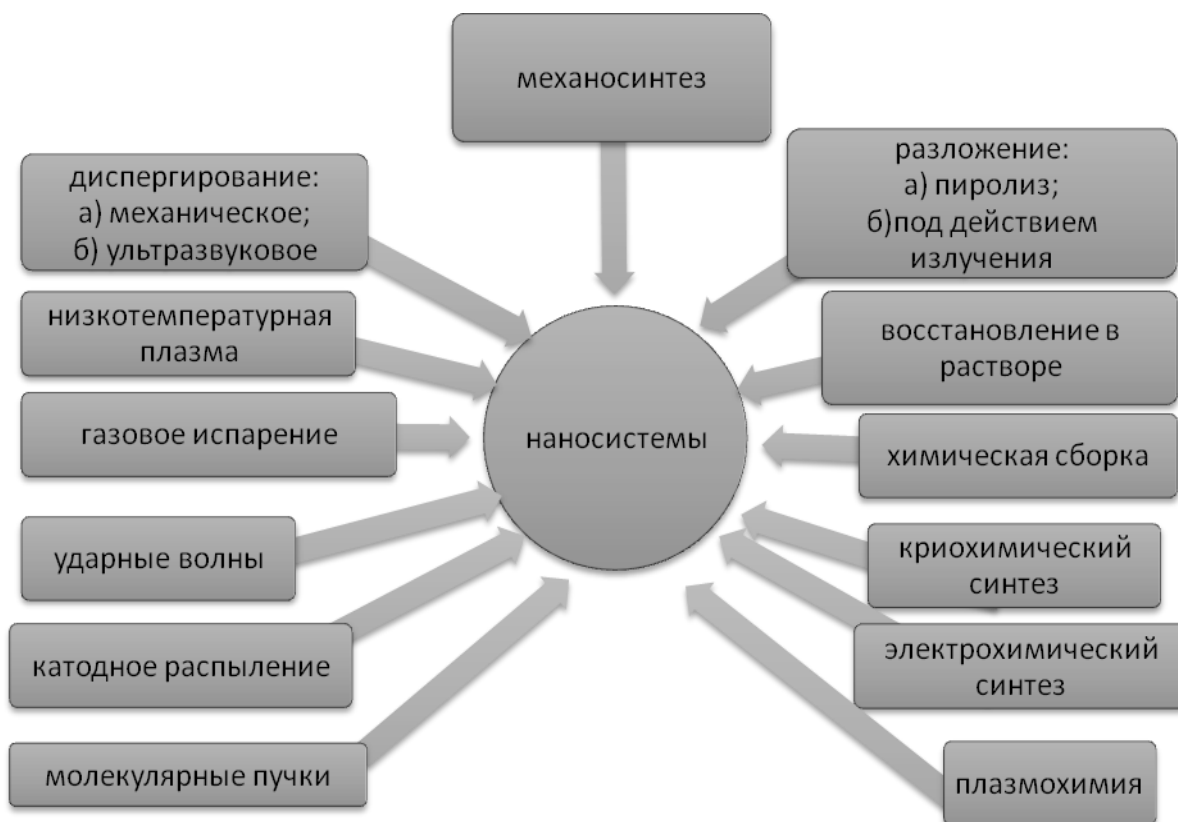 механосинтез
диспергирование:
а) механическое;
б) ультразвуковое
низкотемпературная
плазма
газовое испарение
ударные волны
катодное распыление
молекулярные пучки
наносистемы
разложение:
а) пиролиз;
б)под действием
излучения
восстановление в
растворе
химическая сборка
криохимический
синтез
электрохимический
синтез
плазмохимия